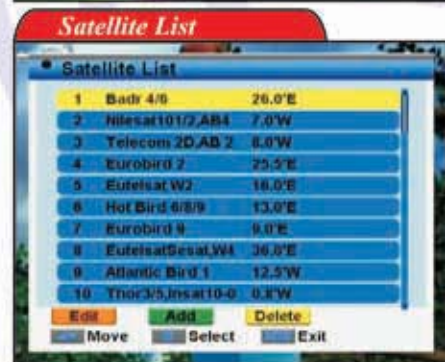 Satellite List
Satellite List
1 Badr 4/6 26.0'E
2 Nilesat101/2,AB4 7.0'W
3 Telecom 2D,AB 2 8.0'W
4 Eurobird 2 25.5'E
5 Eutelsat W2 16.0'E
6 Hot Bird 6/8/9 13.0'E
7 Eurobird 9 9.0'E
8 EutelsatSesat,W4 36.0'E
9 Atlantic Bird 1 12.5'W
10 Thor3/5,Insat10-0 0.8'W
Edit Add Delete
Move Select Exit